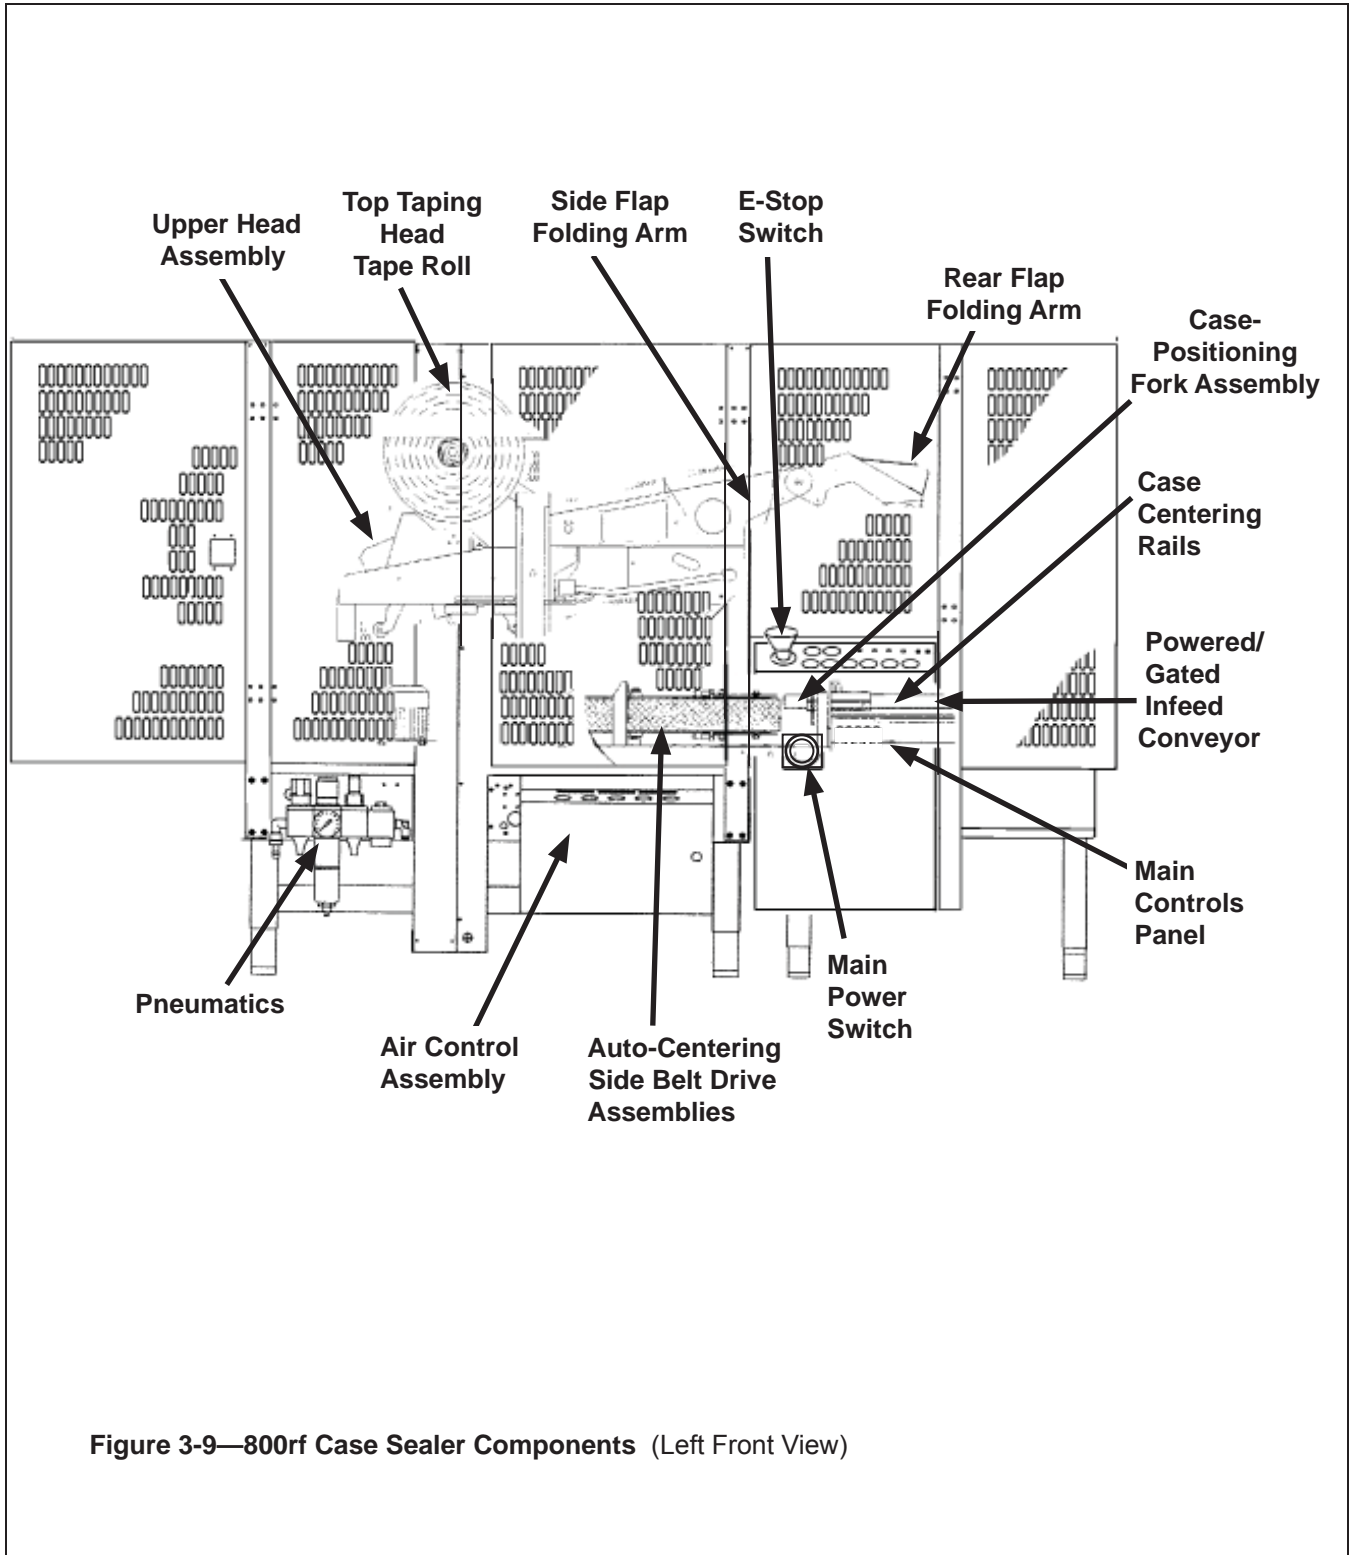 Upper Head
Assembly
Top Taping
Head
Tape Roll
Side Flap
Folding Arm
E-Stop
Switch
Rear Flap
Folding Arm
Case-
Positioning
Fork Assembly
Case
Centering
Rails
Powered/
Gated
Infeed
Conveyor
Main
Controls
Panel
Main
Power
Switch
Auto-Centering
Side Belt Drive
Assemblies
Air Control
Assembly
Pneumatics
Figure 3-9—800rf Case Sealer Components (Left Front View)